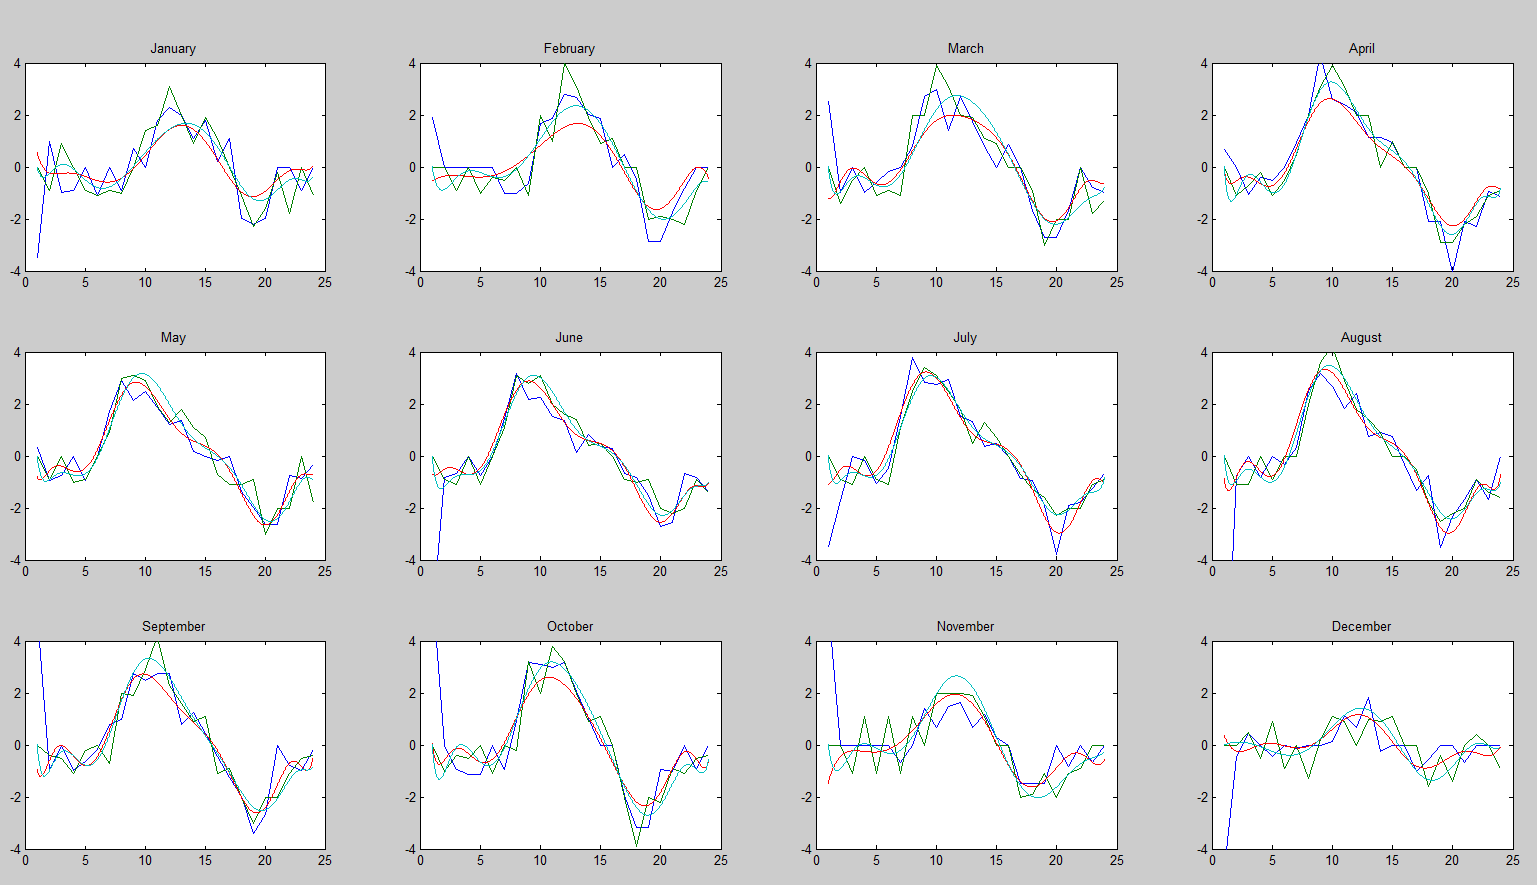 January February March April
4 4 4 4
2 2 2 2
0 0 0 0
-2 -2 -2 -2
-4 -4 -4 -4
0 5 10 15 20 25 0 5 10 15 20 25 0 5 10 15 20 25 0 5 10 15 20 25
May June July August
4 4 4 4
2 2 2 2
0 0 0 0
-2 -2 -2 -2
-4 -4 -4 -4
0 5 10 15 20 25 0 5 10 15 20 25 0 5 10 15 20 25 0 5 10 15 20 25
September October November December
4 4 4 4
2 2 2 2
0 0 0 0
-2 -2 -2 -2
-4 -4 -4 -4
0 5 10 15 20 25 0 5 10 15 20 25 0 5 10 15 20 25 0 5 10 15 20 25